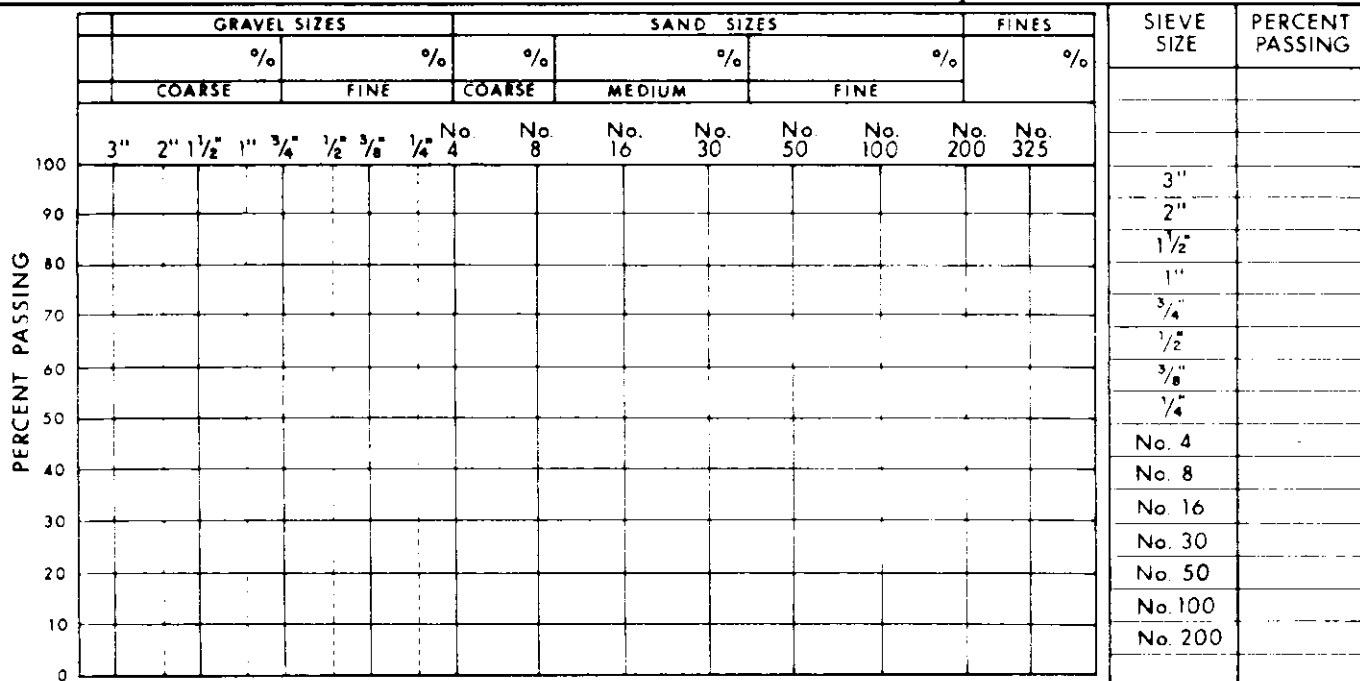 GRAVEL SIZES SAND SIZES FINES
% % % % % %
COARSE FINE COARSE MEDIUM FINE
3" 2" 1 1/2" 1" 3/4" 1/2" 3/8" 1/4" No. 4 No. 8 No. 16 No. 30 No. 50 No. 100 No. 200 No. 325
PERCENT PASSING
100
90
80
70
60
50
40
30
20
10
0
SIEVE SIZE PERCENT PASSING
3"
2"
1 1/2"
1"
3/4"
1/2"
3/8"
1/4"
No. 4
No. 8
No. 16
No. 30
No. 50
No. 100
No. 200